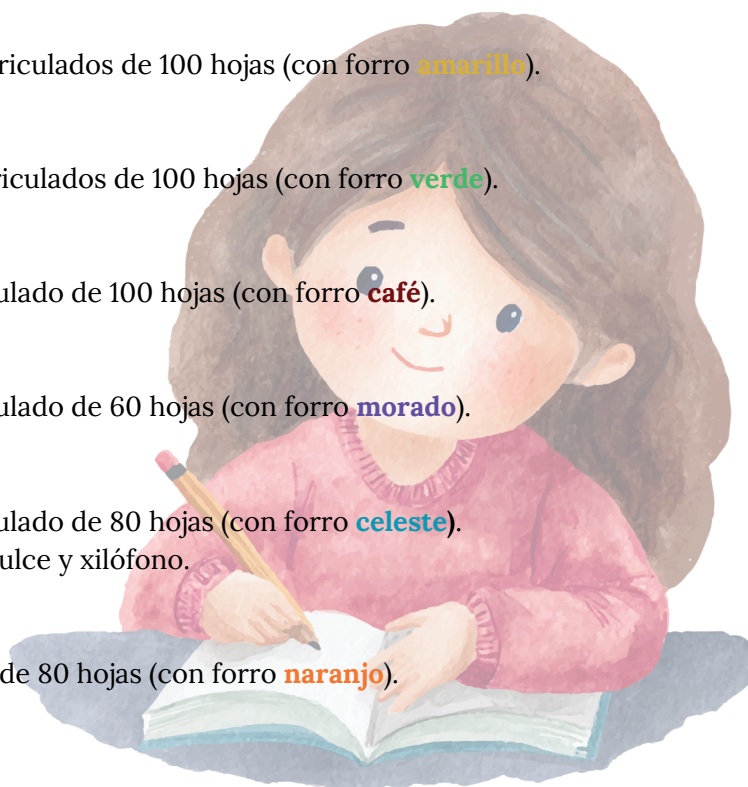 riculados de 100 hojas (con forro amarillo).
riculados de 100 hojas (con forro verde).
ulado de 100 hojas (con forro café).
ulado de 60 hojas (con forro morado).
ulado de 80 hojas (con forro celeste).
ulce y xilófono.
de 80 hojas (con forro naranjo).